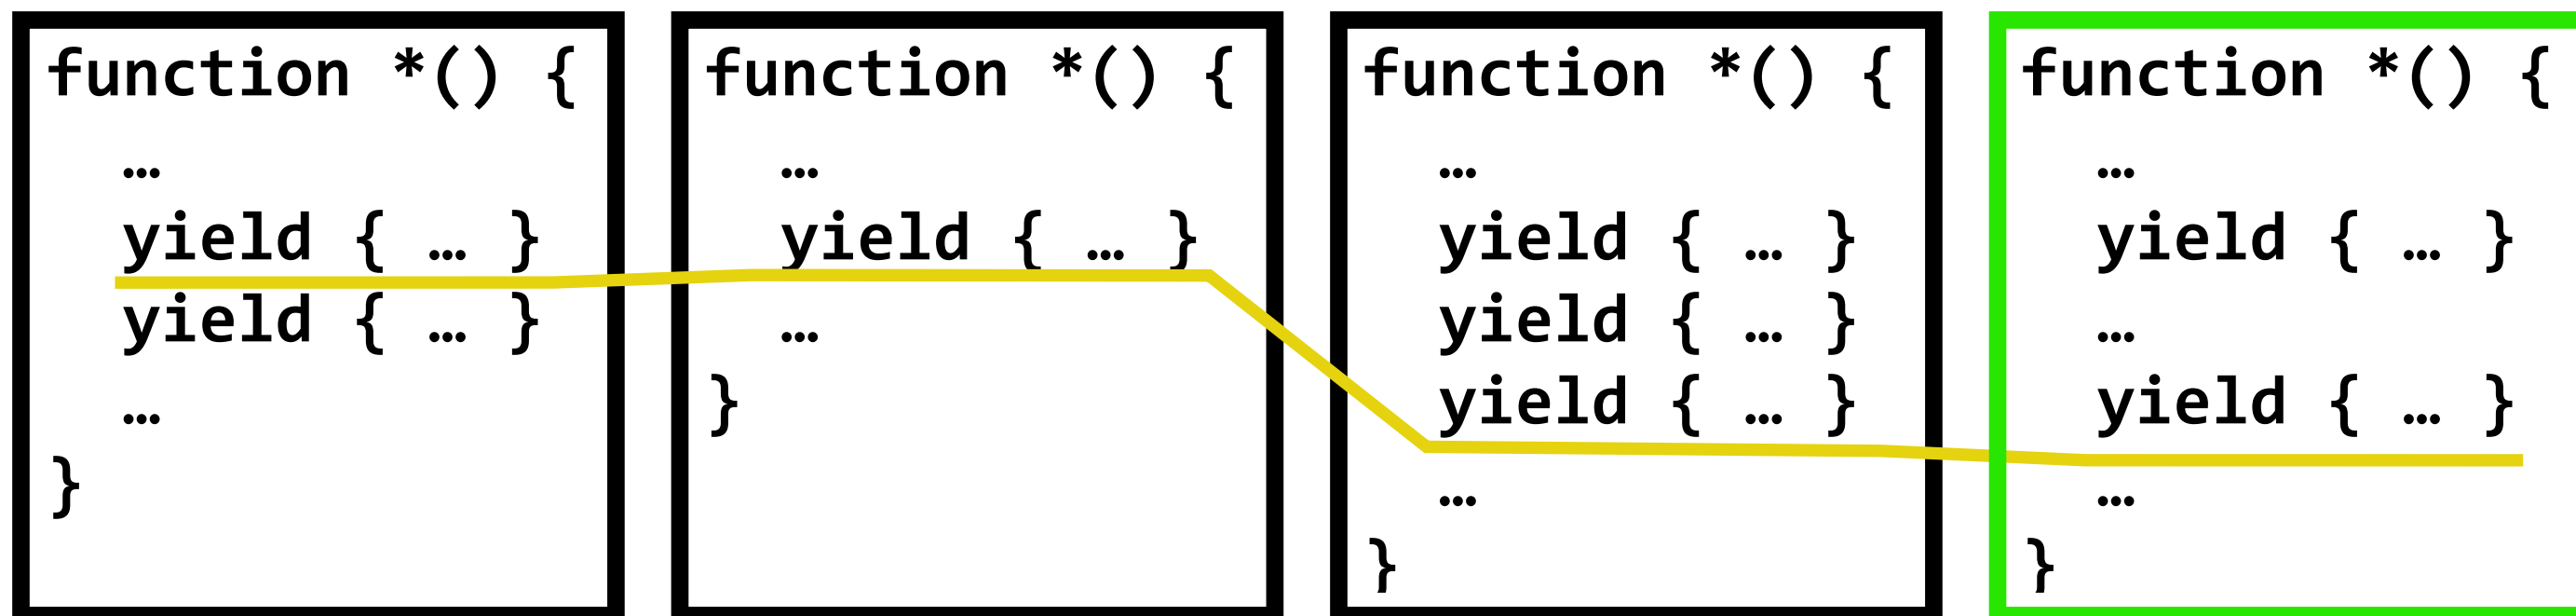 function *() {
  …
  yield { … }
  yield { … }
  …
}
function *() {
  …
  yield { … }
  …
}
function *() {
  …
  yield { … }
  yield { … }
  yield { … }
  …
}
function *() {
  …
  yield { … }
  …
  yield { … }
  …
}